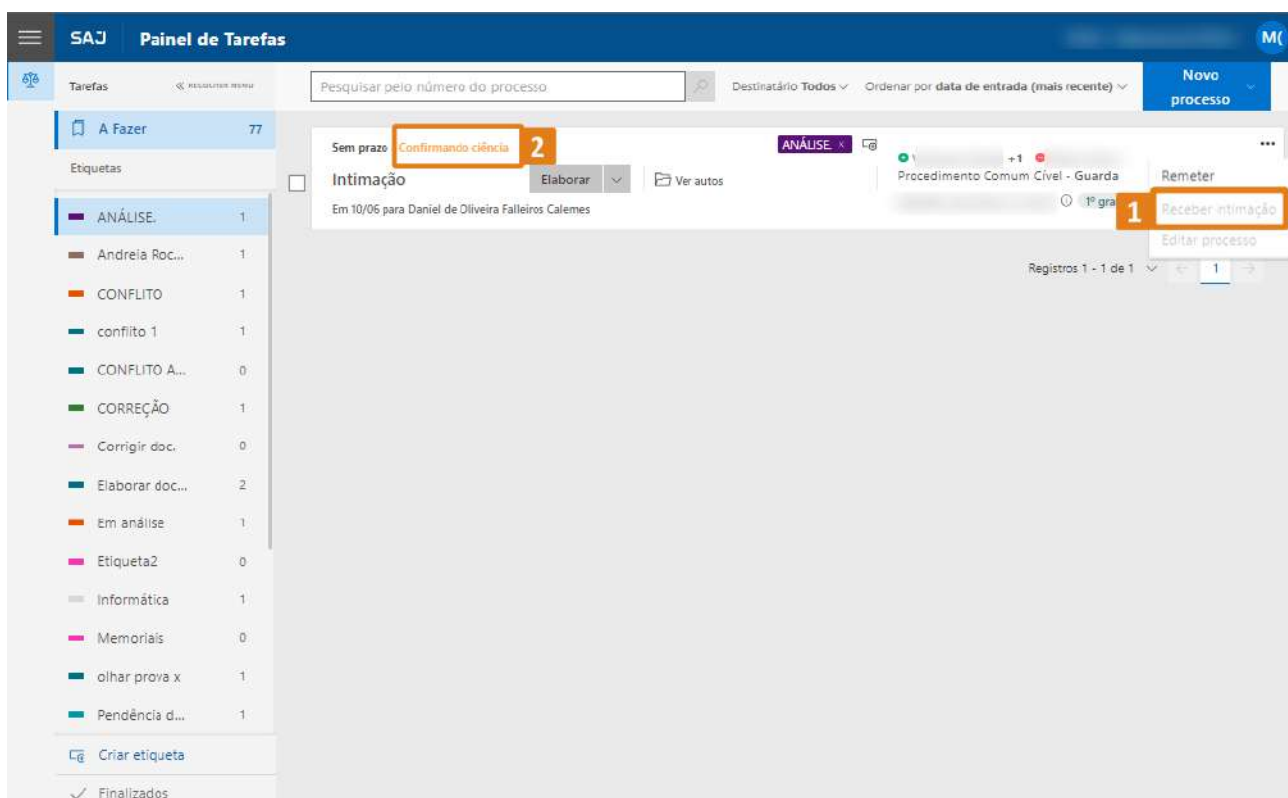 SAJ Painel de Tarefas M(
Tarefas RECOLHER MENU Pesquisar pelo número do processo Destinatário Todos Ordenar por data de entrada (mais recente) Novo processo
A Fazer 77
Etiquetas
Sem prazo Confirmando ciência 2 ANÁLISE. × +1 ...
Intimação Elaborar Ver autos Procedimento Comum Cível - Guarda Remeter
Em 10/06 para Daniel de Oliveira Falleiros Calemes 1º 1 Receber intimação
Editar processo
Registros 1 - 1 de 1 1
ANÁLISE. 1
Andreia Roc... 1
CONFLITO 1
conflito 1 1
CONFLITO A... 0
CORREÇÃO 1
Corrigir doc. 0
Elaborar doc... 2
Em análise 1
Etiqueta2 0
Informática 1
Memoriais 0
olhar prova x 1
Pendência d... 1
Criar etiqueta
Finalizados